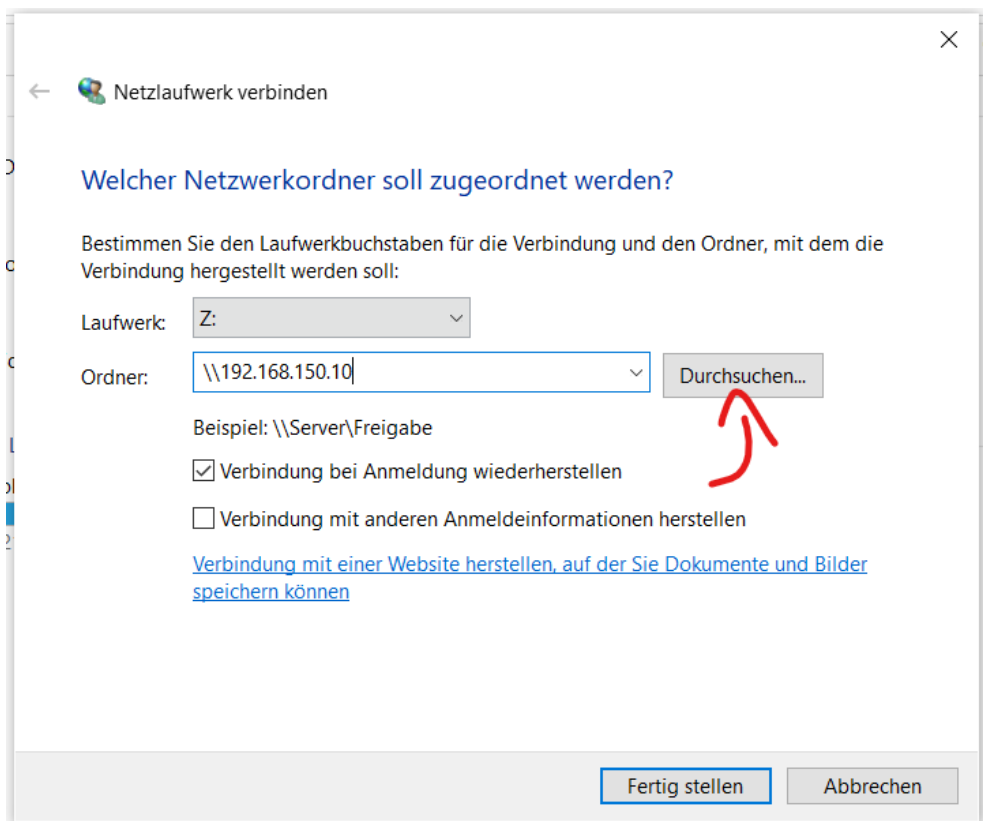 Netzlaufwerk verbinden
Welcher Netzwerkordner soll zugeordnet werden?
Bestimmen Sie den Laufwerkbuchstaben für die Verbindung und den Ordner, mit dem die
Verbindung hergestellt werden soll:
Laufwerk: Z:
Ordner: \\192.168.150.10 Durchsuchen...
Beispiel: \\Server\Freigabe
Verbindung bei Anmeldung wiederherstellen
Verbindung mit anderen Anmeldeinformationen herstellen
Verbindung mit einer Website herstellen, auf der Sie Dokumente und Bilder
speichern können
Fertig stellen Abbrechen